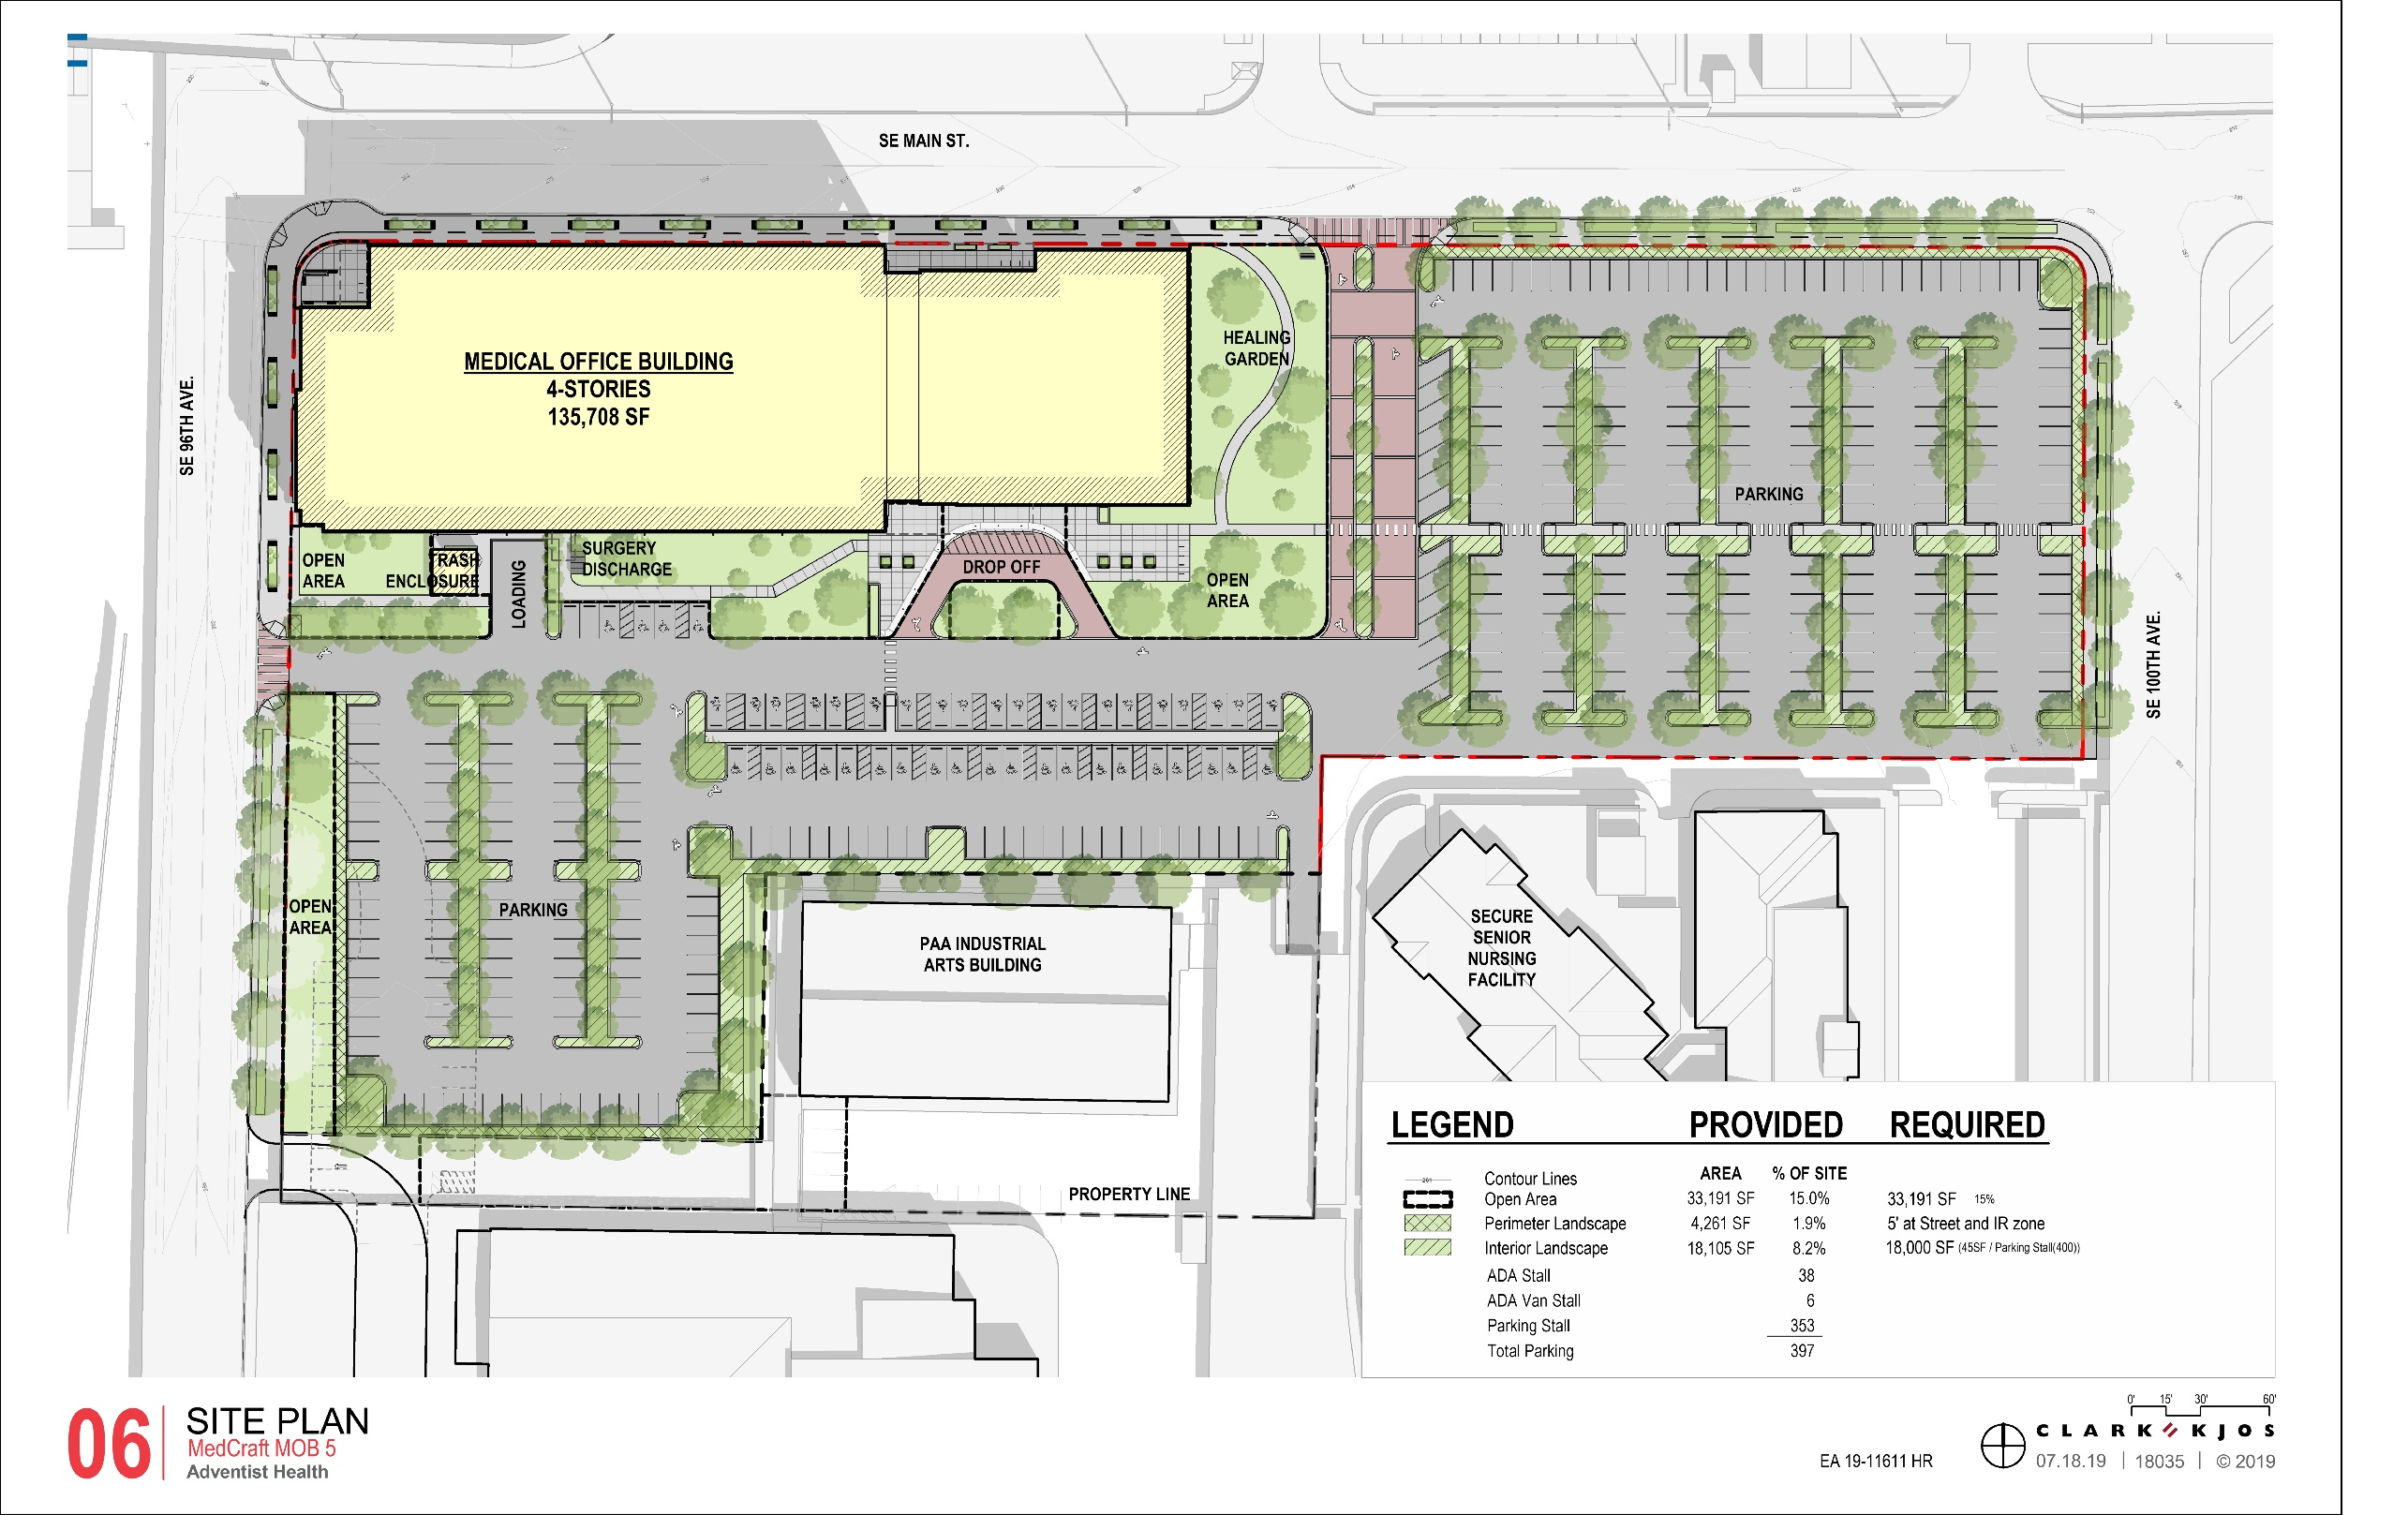 SE MAIN ST.
SE 96TH AVE.
MEDICAL OFFICE BUILDING
4-STORIES
135,708 SF
HEALING
GARDEN
PARKING
OPEN
AREA
TRASH
ENCLOSURE
LOADING
SURGERY
DISCHARGE
DROP OFF
OPEN
AREA
SE 100TH AVE.
OPEN
AREA
PARKING
PAA INDUSTRIAL
ARTS BUILDING
SECURE
SENIOR
NURSING
FACILITY
PROPERTY LINE
LEGEND PROVIDED REQUIRED
AREA % OF SITE
Contour Lines
Open Area 33,191 SF 15.0% 33,191 SF 15%
Perimeter Landscape 4,261 SF 1.9% 5' at Street and IR zone
Interior Landscape 18,105 SF 8.2% 18,000 SF (45SF / Parking Stall(400))
ADA Stall 38
ADA Van Stall 6
Parking Stall 353
Total Parking 397
06
SITE PLAN
MedCraft MOB 5
Adventist Health
EA 19-11611 HR
0' 15' 30' 60'
CLARK KJOS
07.18.19 | 18035 | © 2019